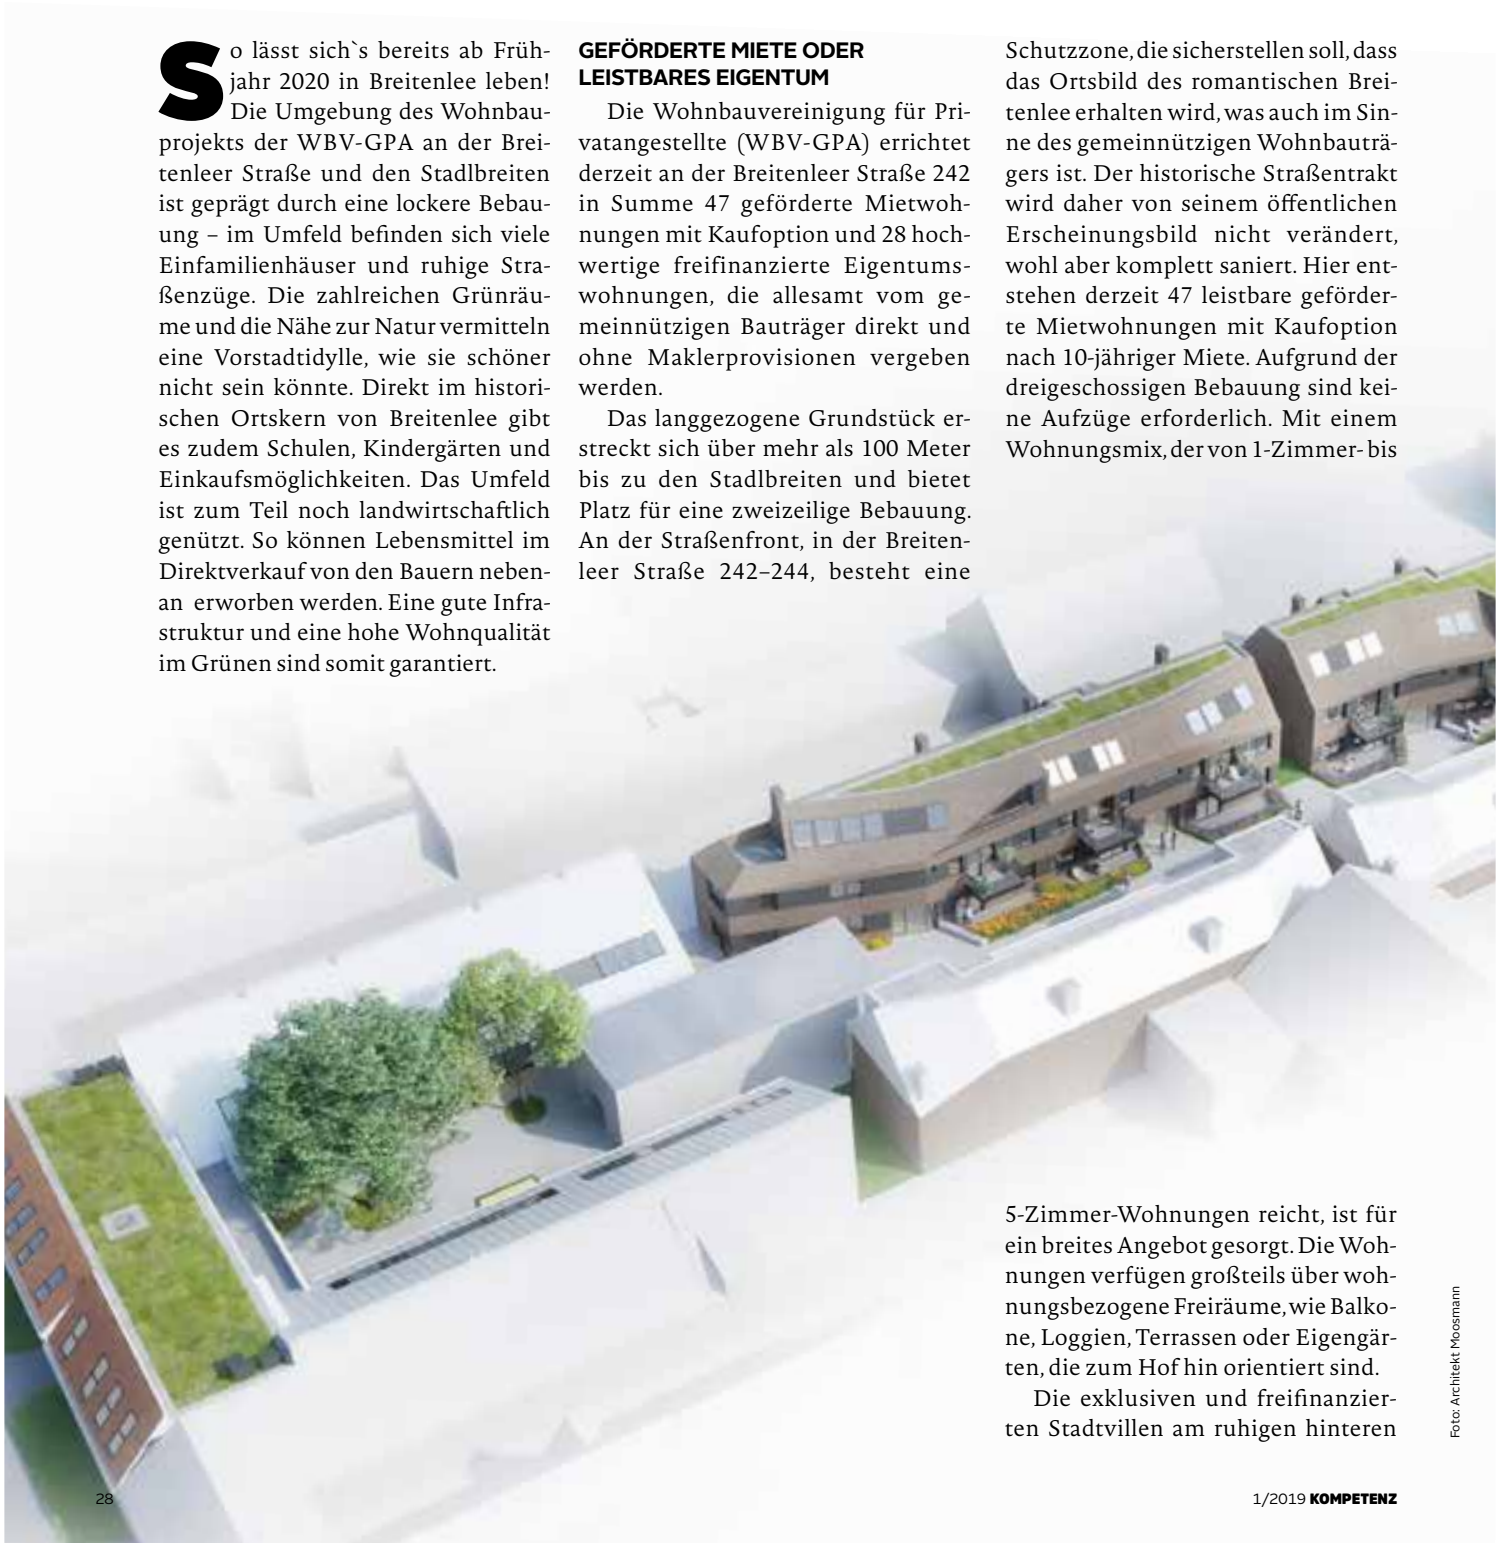 So lässt sich`s bereits ab Früh-
jahr 2020 in Breitenlee leben!
Die Umgebung des Wohnbau-
projekts der WBV-GPA an der Brei-
tenleer Straße und den Stadlbreiten
ist geprägt durch eine lockere Bebau-
ung – im Umfeld befinden sich viele
Einfamilienhäuser und ruhige Stra-
ßenzüge. Die zahlreichen Grünräu-
me und die Nähe zur Natur vermitteln
eine Vorstadtidylle, wie sie schöner
nicht sein könnte. Direkt im histori-
schen Ortskern von Breitenlee gibt
es zudem Schulen, Kindergärten und
Einkaufsmöglichkeiten. Das Umfeld
ist zum Teil noch landwirtschaftlich
genützt. So können Lebensmittel im
Direktverkauf von den Bauern neben-
an erworben werden. Eine gute Infra-
struktur und eine hohe Wohnqualität
im Grünen sind somit garantiert.
GEFÖRDERTE MIETE ODER
LEISTBARES EIGENTUM
Die Wohnbauvereinigung für Pri-
vatangestellte (WBV-GPA) errichtet
derzeit an der Breitenleer Straße 242
in Summe 47 geförderte Mietwoh-
nungen mit Kaufoption und 28 hoch-
wertige freifinanzierte Eigentums-
wohnungen, die allesamt vom ge-
meinnützigen Bauträger direkt und
ohne Maklerprovisionen vergeben
werden.
Das langgezogene Grundstück er-
streckt sich über mehr als 100 Meter
bis zu den Stadlbreiten und bietet
Platz für eine zweizeilige Bebauung.
An der Straßenfront, in der Breiten-
leer Straße 242–244, besteht eine
Schutzzone, die sicherstellen soll, dass
das Ortsbild des romantischen Brei-
tenlee erhalten wird, was auch im Sin-
ne des gemeinnützigen Wohnbauträ-
gers ist. Der historische Straßentrakt
wird daher von seinem öffentlichen
Erscheinungsbild nicht verändert,
wohl aber komplett saniert. Hier ent-
stehen derzeit 47 leistbare geförder-
te Mietwohnungen mit Kaufoption
nach 10-jähriger Miete. Aufgrund der
dreigeschossigen Bebauung sind kei-
ne Aufzüge erforderlich. Mit einem
Wohnungsmix, der von 1-Zimmer- bis
5-Zimmer-Wohnungen reicht, ist für
ein breites Angebot gesorgt. Die Woh-
nungen verfügen großteils über woh-
nungsbezogene Freiräume, wie Balko-
ne, Loggien, Terrassen oder Eigengär-
ten, die zum Hof hin orientiert sind.
Die exklusiven und freifinanzier-
ten Stadtvillen am ruhigen hinteren
Foto: Architekt Moosmann
28
1/2019 KOMPETENZ